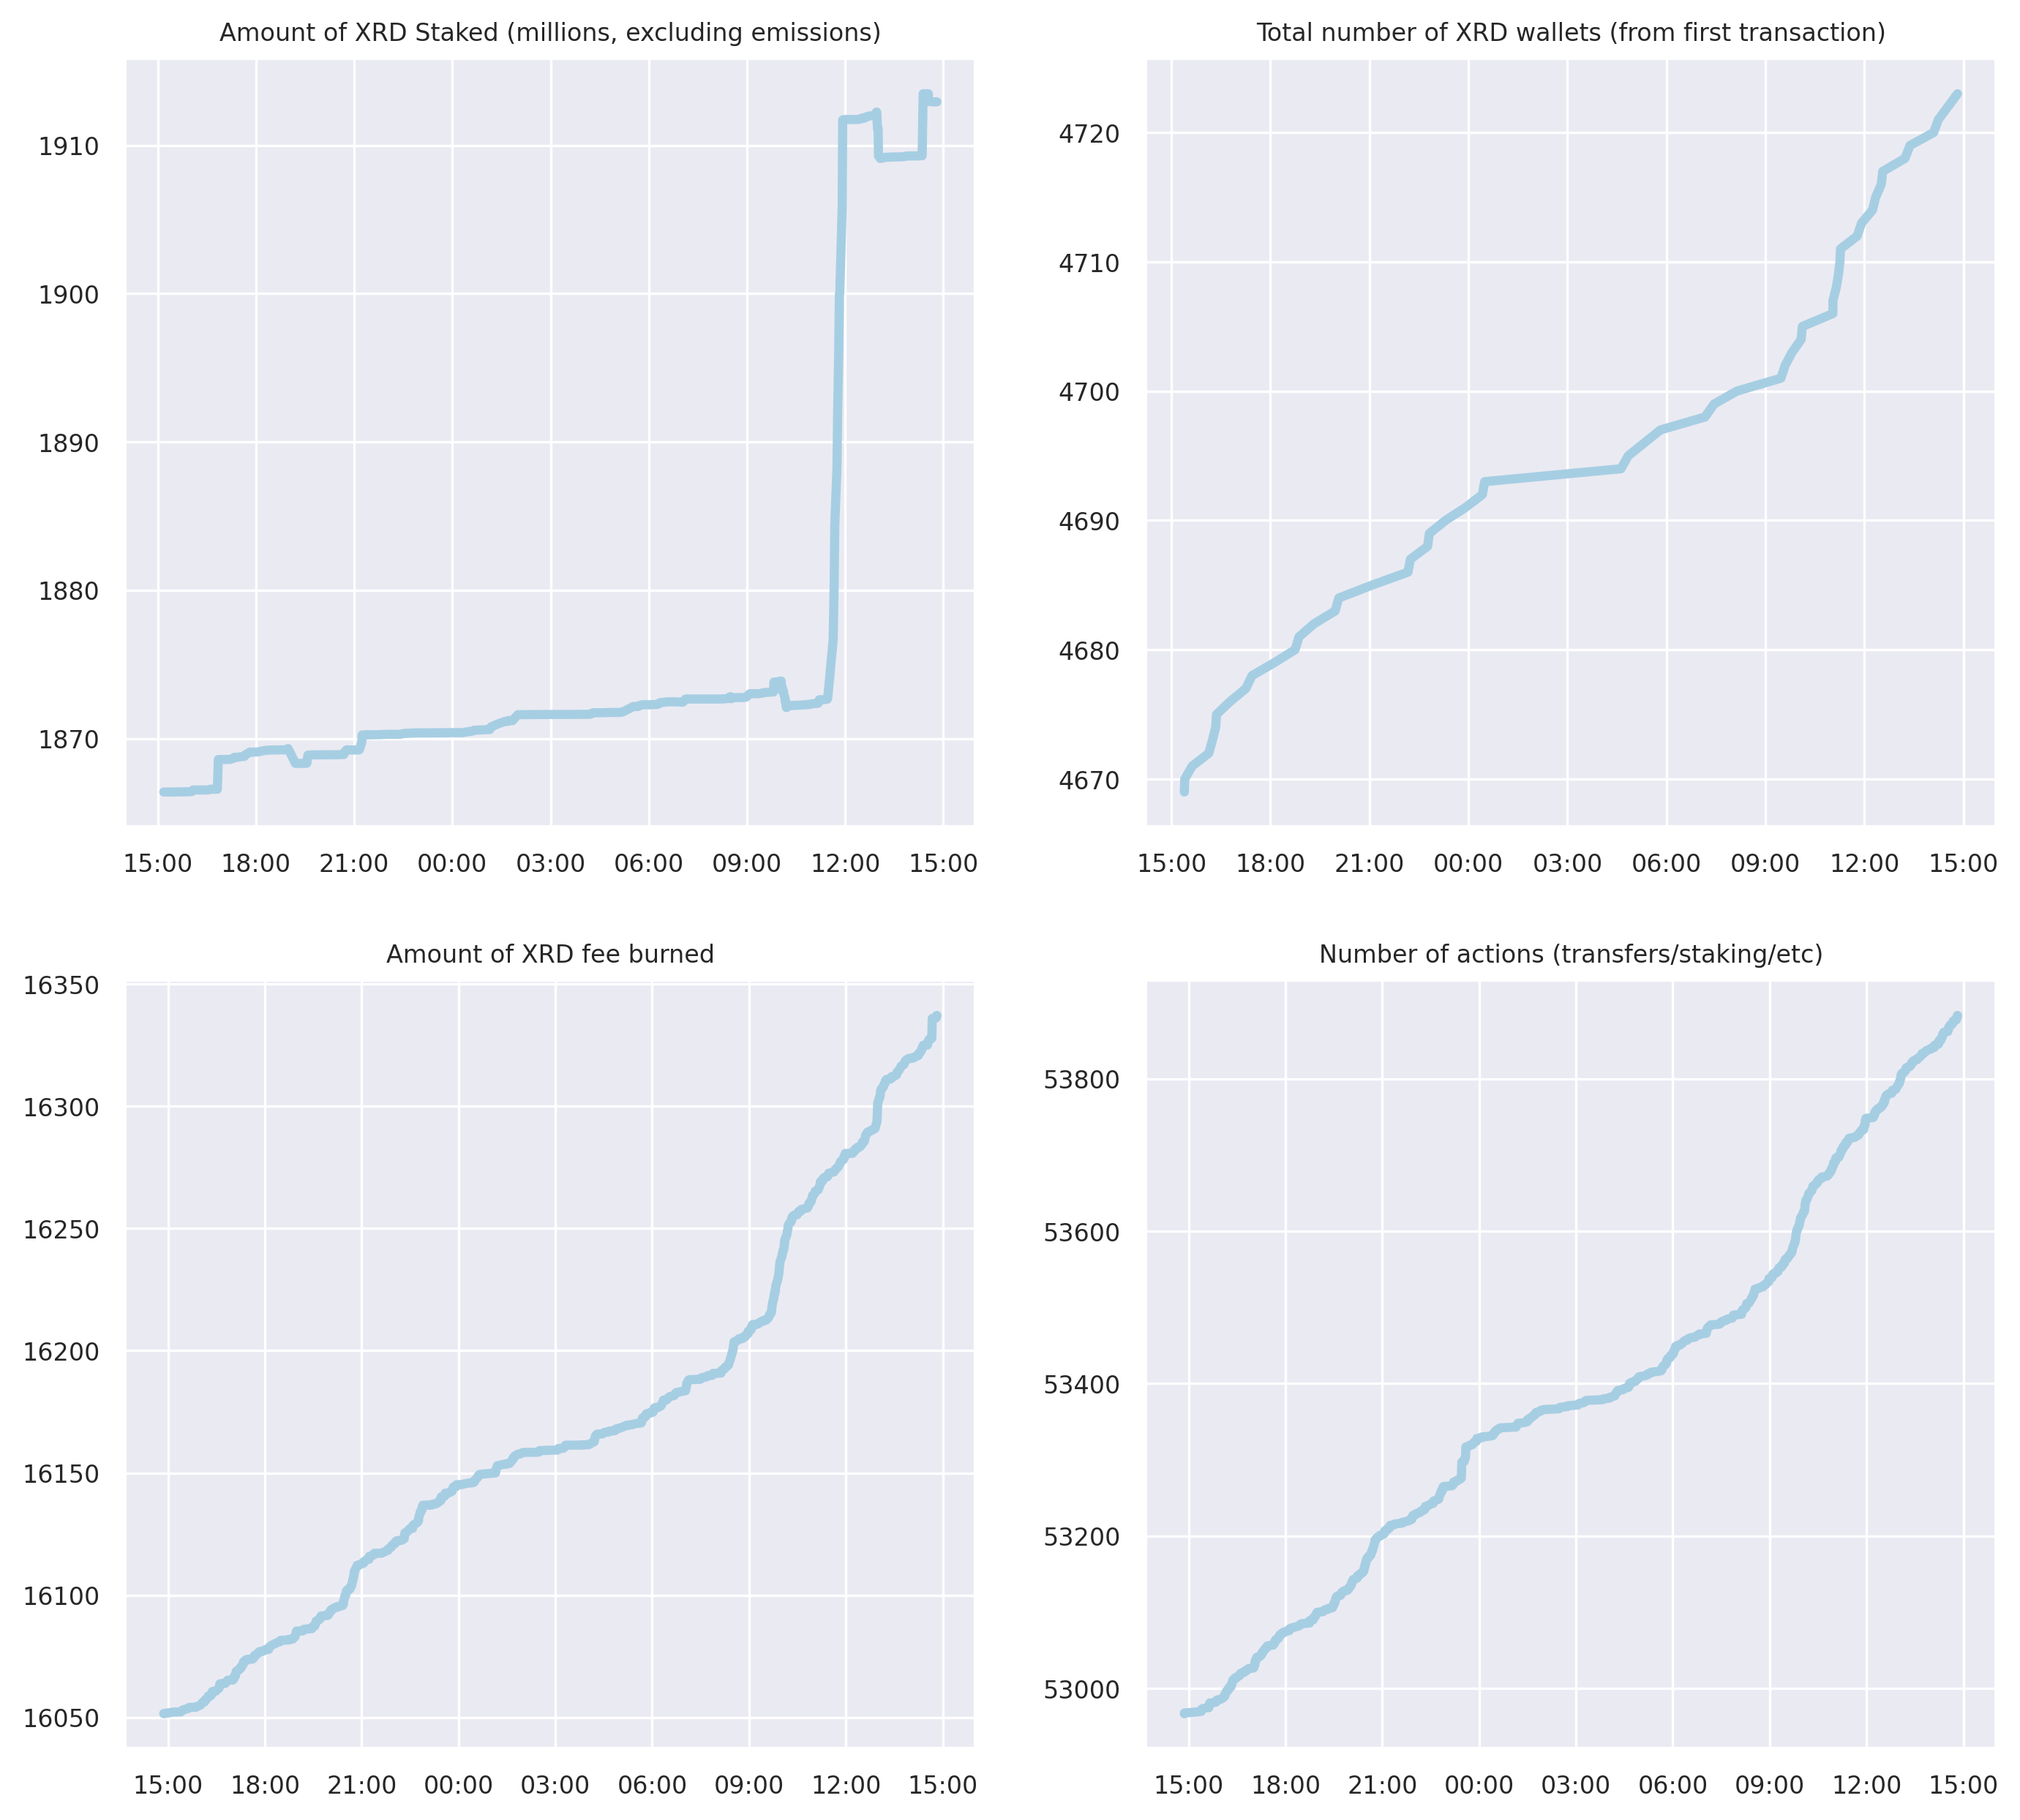 Amount of XRD Staked (millions, excluding emissions)
1910
1900
1890
1880
1870
15:00 18:00 21:00 00:00 03:00 06:00 09:00 12:00 15:00
Total number of XRD wallets (from first transaction)
4720
4710
4700
4690
4680
4670
15:00 18:00 21:00 00:00 03:00 06:00 09:00 12:00 15:00
Amount of XRD fee burned
16350
16300
16250
16200
16150
16100
16050
15:00 18:00 21:00 00:00 03:00 06:00 09:00 12:00 15:00
Number of actions (transfers/staking/etc)
53800
53600
53400
53200
53000
15:00 18:00 21:00 00:00 03:00 06:00 09:00 12:00 15:00